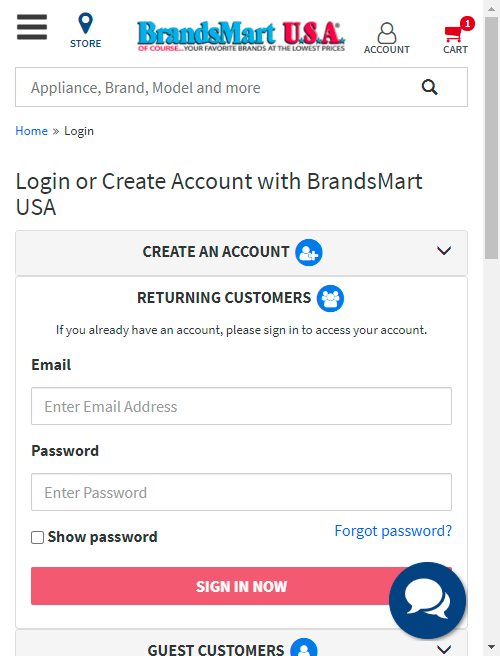 STORE
BrandsMart U.S.A.
OF COURSE...YOUR FAVORITE BRANDS AT THE LOWEST PRICES
ACCOUNT
1
CART
Appliance, Brand, Model and more
Home » Login
Login or Create Account with BrandsMart
USA
CREATE AN ACCOUNT
RETURNING CUSTOMERS
If you already have an account, please sign in to access your account.
Email
Enter Email Address
Password
Enter Password
Show password
Forgot password?
SIGN IN NOW
GUEST CUSTOMERS